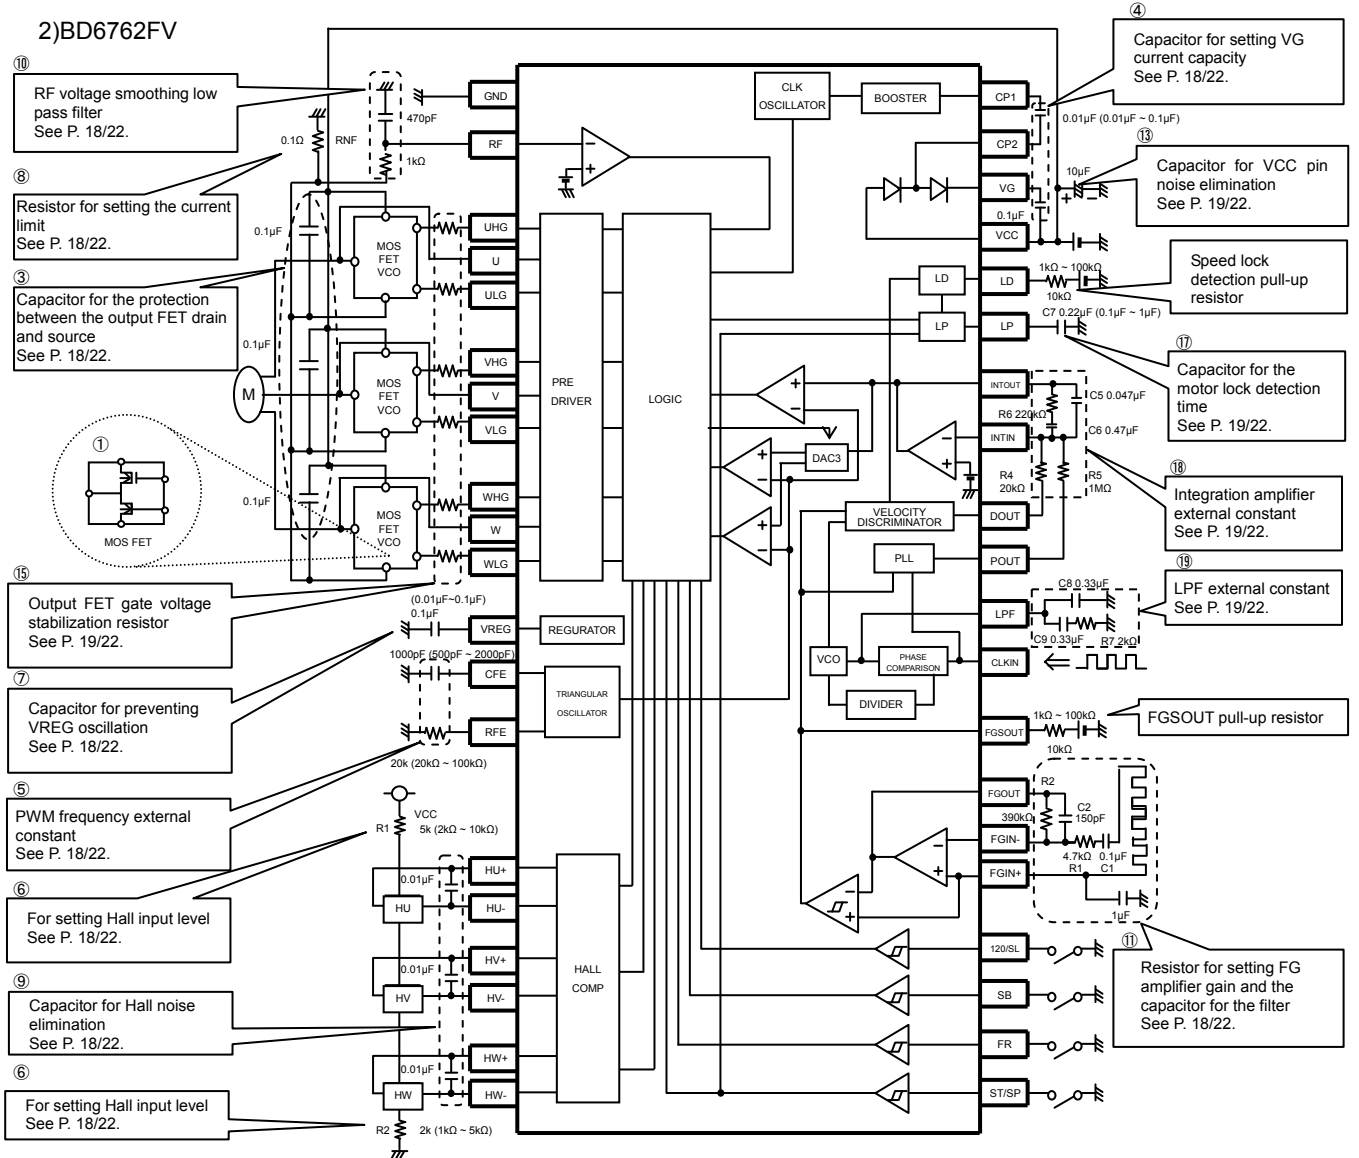 2)BD6762FV
⑩
RF voltage smoothing low
pass filter
See P. 18/22.
⑧
Resistor for setting the current
limit
See P. 18/22.
③
Capacitor for the protection
between the output FET drain
and source
See P. 18/22.
①
MOS FET
⑮
Output FET gate voltage
stabilization resistor
See P. 19/22.
⑦
Capacitor for preventing
VREG oscillation
See P. 18/22.
⑤
PWM frequency external
constant
See P. 18/22.
⑥
For setting Hall input level
See P. 18/22.
⑨
Capacitor for Hall noise
elimination
See P. 18/22.
⑥
For setting Hall input level
See P. 18/22.
0.1Ω
RNF
470pF
1kΩ
0.1µF
0.1µF
0.1µF
M
MOS
FET
VCO
MOS
FET
VCO
MOS
FET
VCO
(0.01µF~0.1µF)
0.1µF
1000pF (500pF ~ 2000pF)
20k (20kΩ ~ 100kΩ)
VCC
R1
5k (2kΩ ~ 10kΩ)
0.01µF
HU
0.01µF
HV
0.01µF
HW
R2
2k (1kΩ ~ 5kΩ)
GND
RF
UHG
U
ULG
VHG
V
VLG
WHG
W
WLG
VREG
CFE
RFE
HU+
HU-
HV+
HV-
HW+
HW-
PRE
DRIVER
LOGIC
REGURATOR
TRIANGULAR
OSCILLATOR
HALL
COMP
CLK
OSCILLATOR
BOOSTER
LD
LP
DAC3
VELOCITY
DISCRIMINATOR
PLL
VCO
PHASE
COMPARISON
DIVIDER
CP1
CP2
VG
VCC
LD
LP
INTOUT
INTIN
DOUT
POUT
LPF
CLKIN
FGSOUT
FGOUT
FGIN-
FGIN+
120/SL
SB
FR
ST/SP
④
Capacitor for setting VG
current capacity
See P. 18/22.
0.01µF (0.01µF ~ 0.1µF)
⑬
Capacitor for VCC pin
noise elimination
See P. 19/22.
10µF
+
−
0.1µF
Speed lock
detection pull-up
resistor
1kΩ ~ 100kΩ
10kΩ
C7 0.22µF (0.1µF ~ 1µF)
⑰
Capacitor for the
motor lock detection
time
See P. 19/22.
C5 0.047µF
R6 220kΩ
C6 0.47µF
R4
20kΩ
R5
1MΩ
⑱
Integration amplifier
external constant
See P. 19/22.
⑲
LPF external constant
See P. 19/22.
C8 0.33µF
C9 0.33µF
R7 2kΩ
1kΩ ~ 100kΩ
10kΩ
FGSOUT pull-up resistor
R2
390kΩ
C2
150pF
4.7kΩ
R1
0.1µF
C1
1µF
⑪
Resistor for setting FG
amplifier gain and the
capacitor for the filter
See P. 18/22.